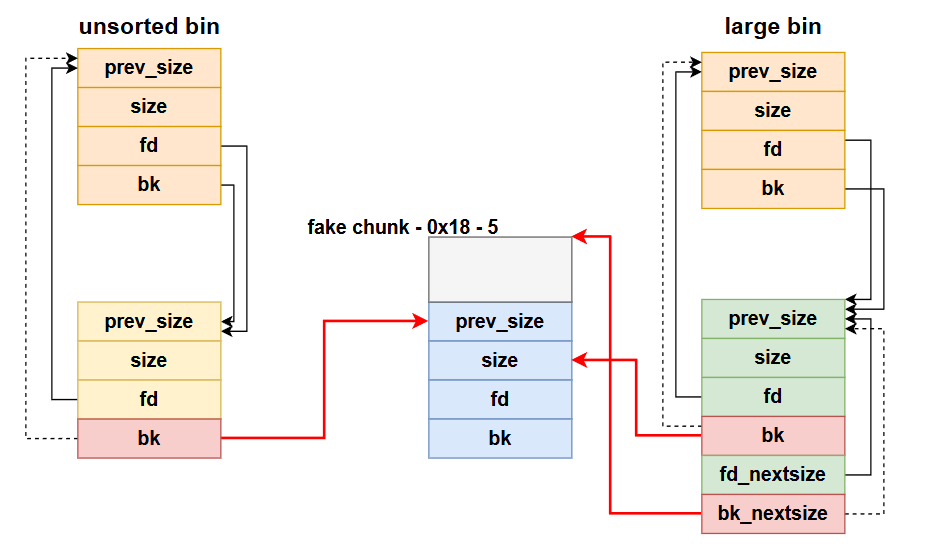 unsorted bin
prev_size
size
fd
bk
prev_size
size
fd
bk
fake chunk - 0x18 - 5
prev_size
size
fd
bk
large bin
prev_size
size
fd
bk
prev_size
size
fd
bk
fd_nextsize
bk_nextsize